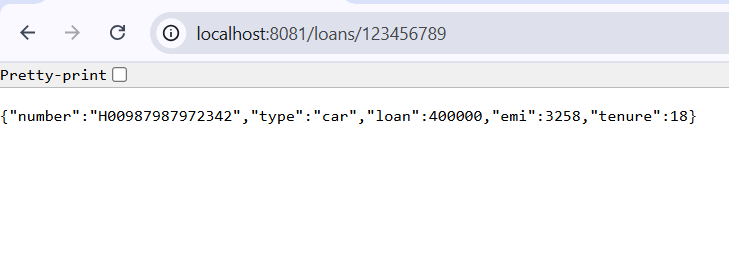 localhost:8081/loans/123456789
Pretty-print
{"number":"H00987987972342","type":"car","loan":400000,"emi":3258,"tenure":18}